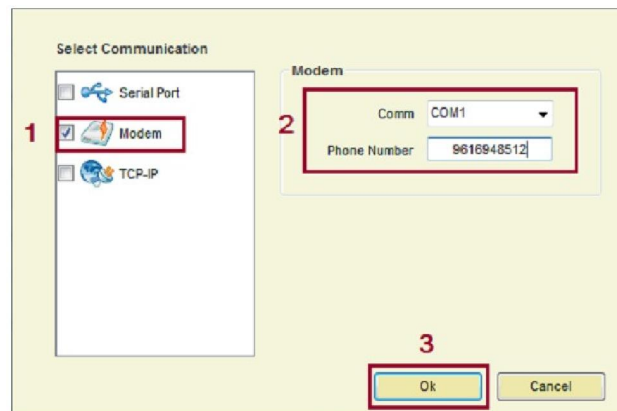 Select Communication
Serial Port
1
Modem
TCP-IP
Modem
2
Comm COM1
Phone Number 9616948512
3
Ok Cancel